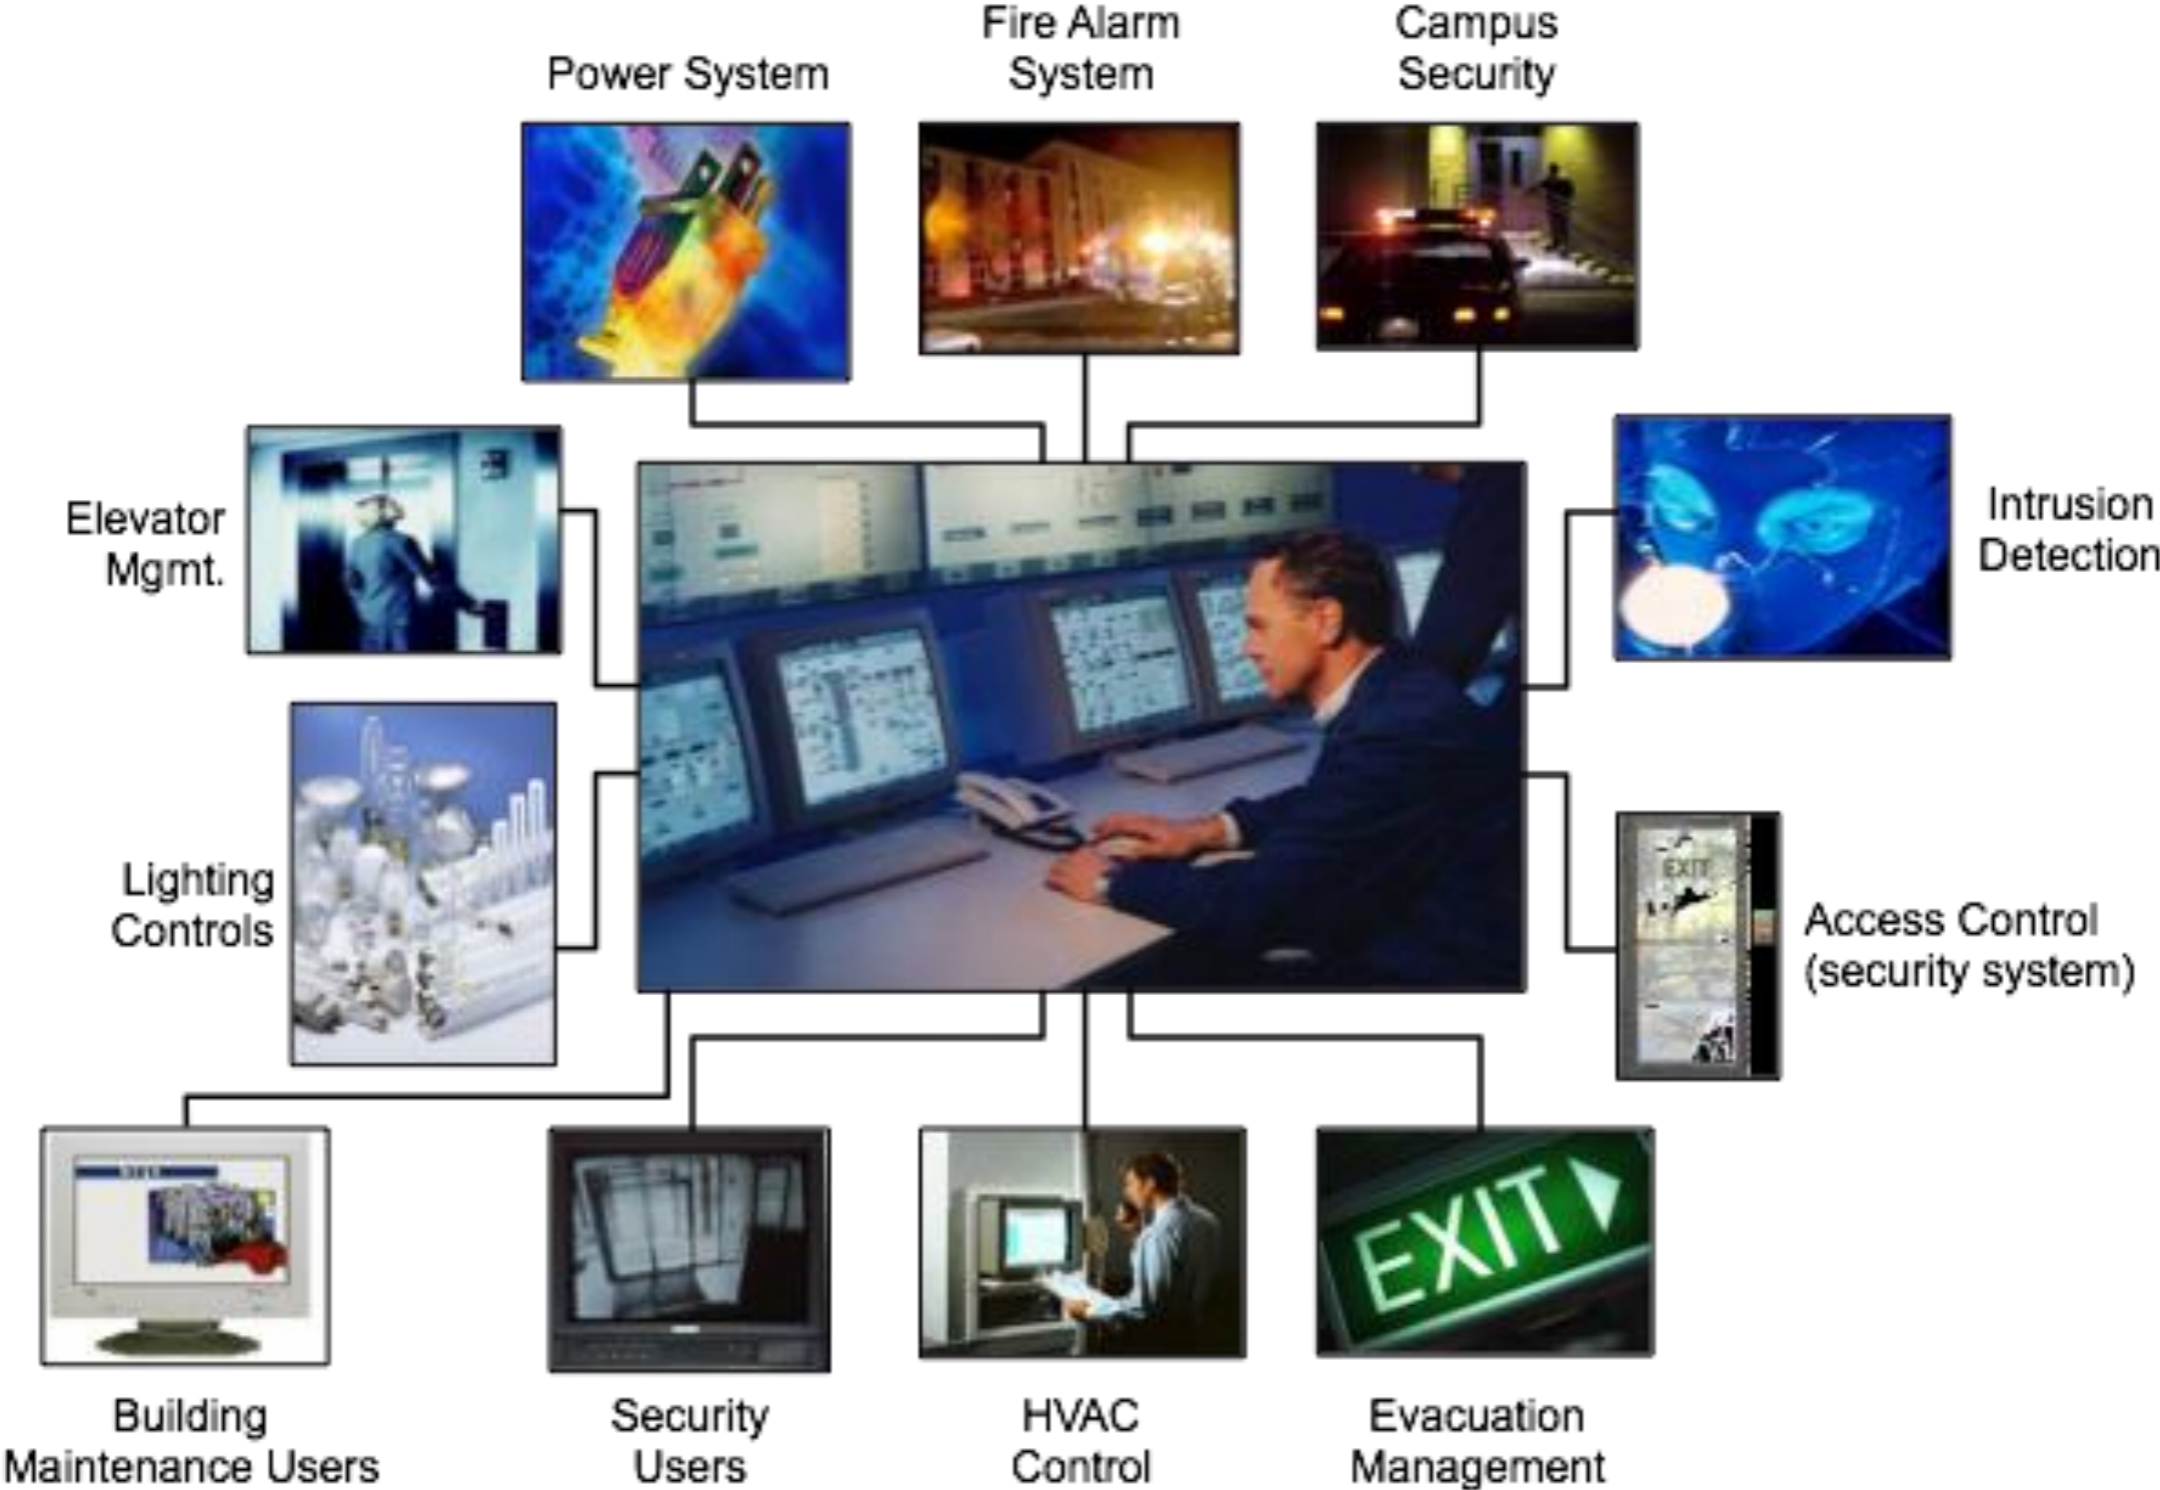 Fire Alarm
System
Campus
Security
Power System
Elevator
Mgmt.
Intrusion
Detection
Lighting
Controls
EXIT
Access Control
(security system)
EXIT
Building
Maintenance Users
Security
Users
HVAC
Control
Evacuation
Management